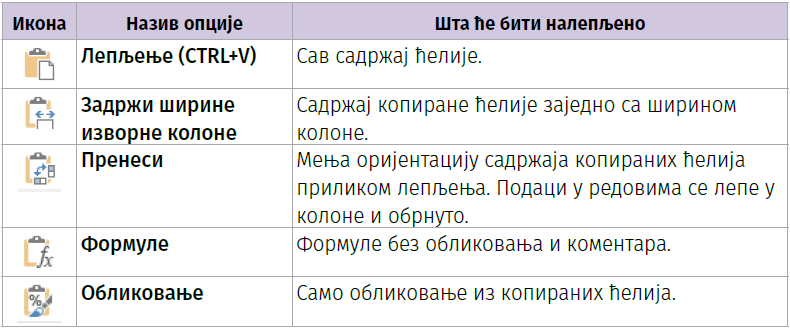 Икона Назив опције Шта ће бити налепљено
Лепљење (CTRL+V) Сав садржај ћелије.
Задржи ширине Садржај копиране ћелије заједно са ширином
изворне колоне колоне.
Пренеси Мења оријентацију садржаја копираних ћелија
приликом лепљења. Подаци у редовима се лепе у
колоне и обрнуто.
Формуле Формуле без обликовања и коментара.
Обликовање Само обликовање из копираних ћелија.